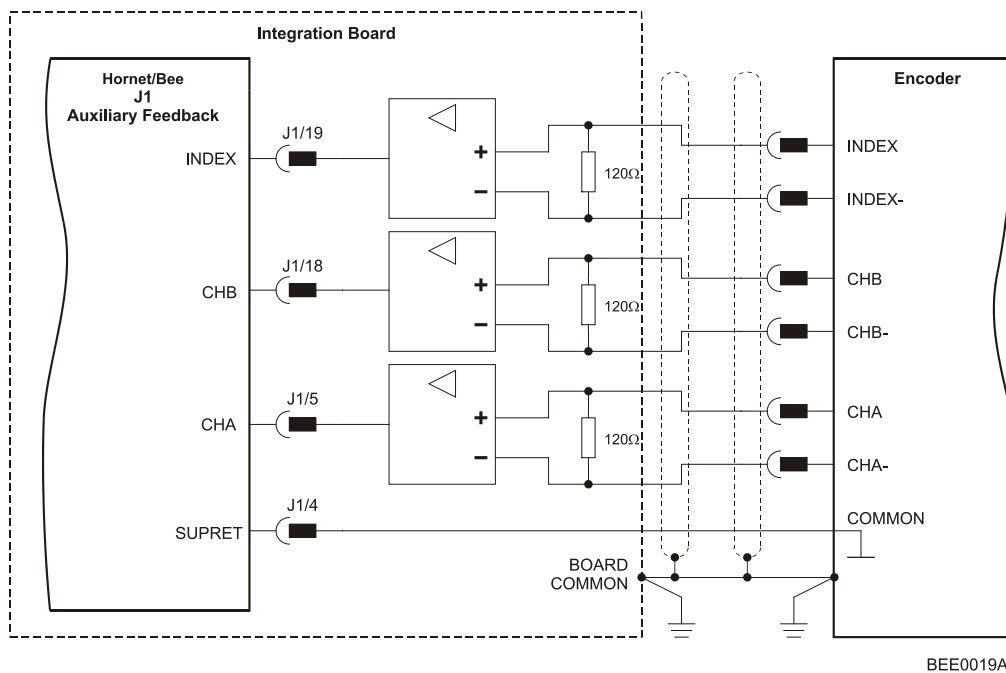 Integration Board
Hornet/Bee
J1
Auxiliary Feedback
Encoder
J1/19
INDEX
+
−
120Ω
INDEX
INDEX-
J1/18
CHB
+
−
120Ω
CHB
CHB-
J1/5
CHA
+
−
120Ω
CHA
CHA-
J1/4
SUPRET
COMMON
BOARD
COMMON
BEE0019A